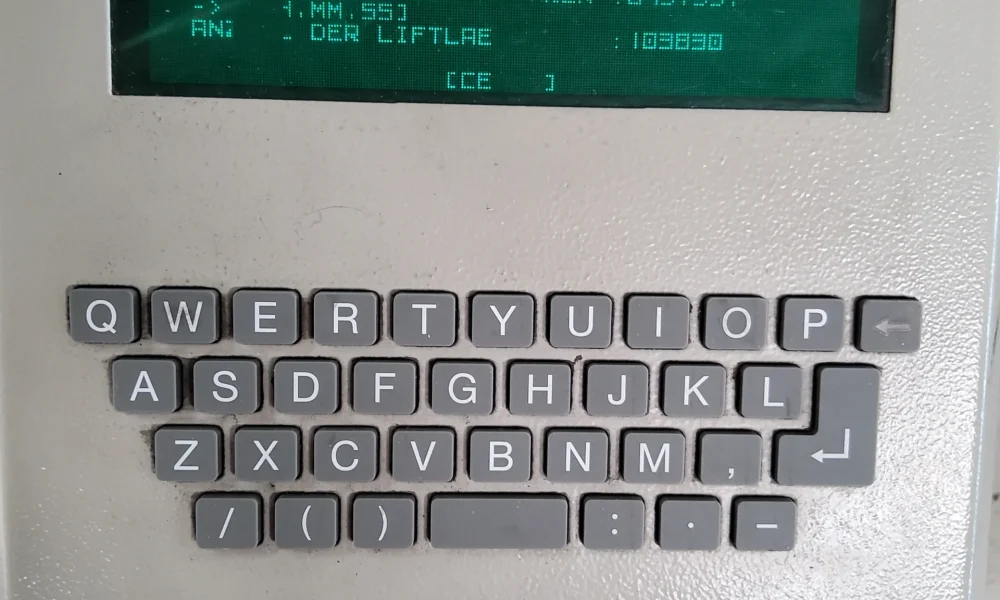 -> .MM.SS]
AN. . DER LIFTLAE :103830
[CE ]
Q W E R T Y U I O P ←
A S D F G H J K L
Z X C V B N M , ↵
/ ( ) : . -